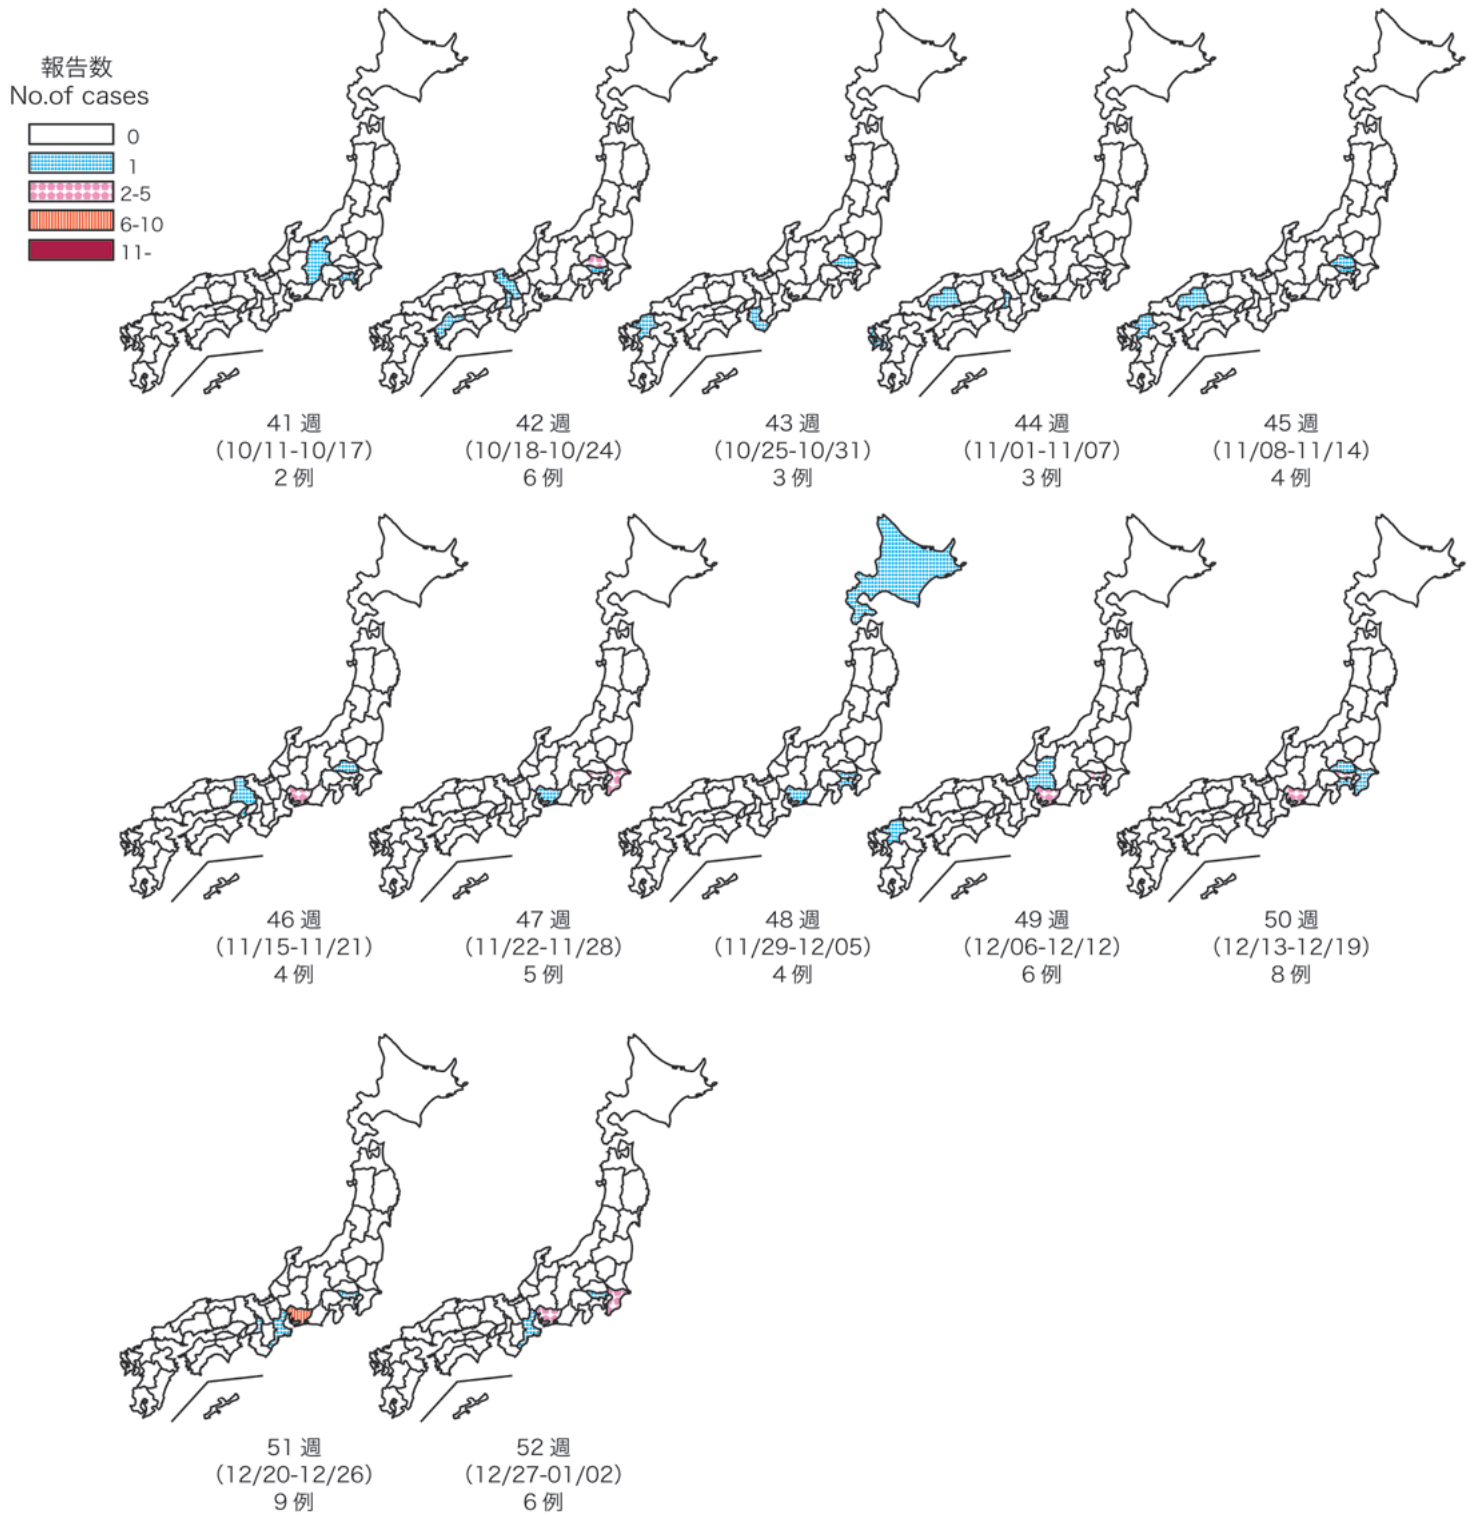 報告数
No.of cases
0
1
2-5
6-10
11-
41 週
(10/11-10/17)
2 例
42 週
(10/18-10/24)
6 例
43 週
(10/25-10/31)
3 例
44 週
(11/01-11/07)
3 例
45 週
(11/08-11/14)
4 例
46 週
(11/15-11/21)
4 例
47 週
(11/22-11/28)
5 例
48 週
(11/29-12/05)
4 例
49 週
(12/06-12/12)
6 例
50 週
(12/13-12/19)
8 例
51 週
(12/20-12/26)
9 例
52 週
(12/27-01/02)
6 例